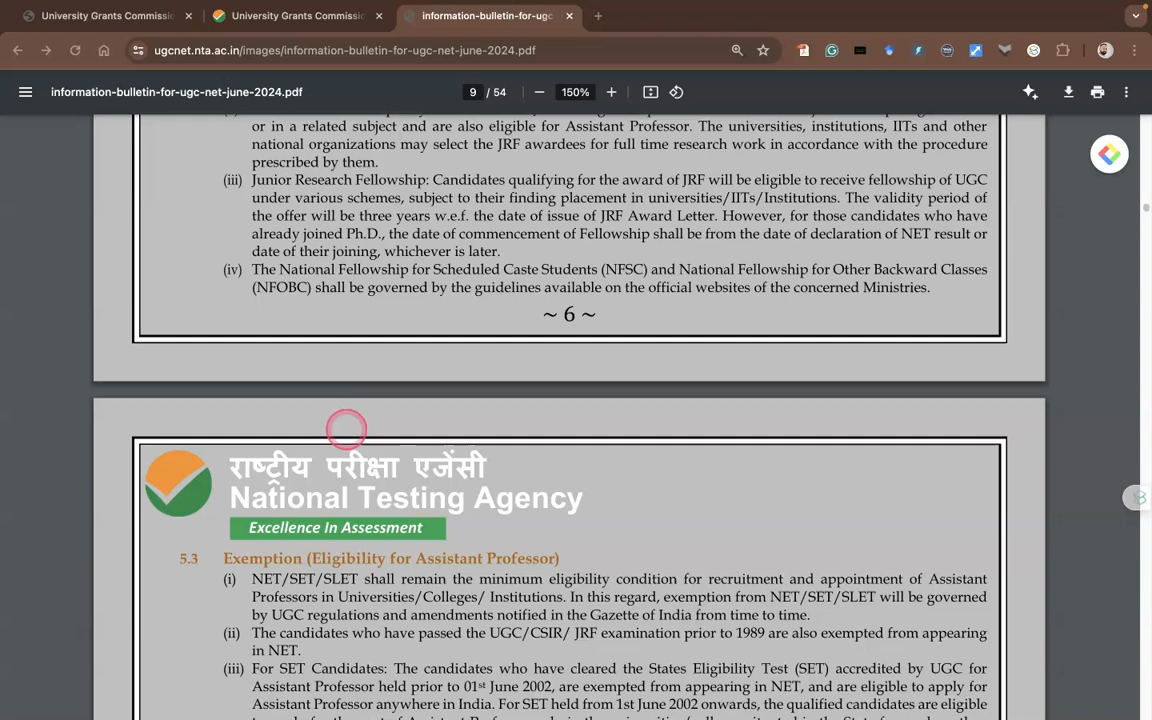 University Grants Commissio
University Grants Commissio
information-bulletin-for-ugc
ugcnet.nta.ac.in/images/information-bulletin-for-ugc-net-june-2024.pdf
information-bulletin-for-ugc-net-june-2024.pdf
9 / 54
150%
or in a related subject and are also eligible for Assistant Professor. The universities, institutions, IITs and other
national organizations may select the JRF awardees for full time research work in accordance with the procedure
prescribed by them.
(iii) Junior Research Fellowship: Candidates qualifying for the award of JRF will be eligible to receive fellowship of UGC
under various schemes, subject to their finding placement in universities/IITs/Institutions. The validity period of
the offer will be three years w.e.f. the date of issue of JRF Award Letter. However, for those candidates who have
already joined Ph.D., the date of commencement of Fellowship shall be from the date of declaration of NET result or
date of their joining, whichever is later.
(iv) The National Fellowship for Scheduled Caste Students (NFSC) and National Fellowship for Other Backward Classes
(NFOBC) shall be governed by the guidelines available on the official websites of the concerned Ministries.
~ 6 ~
राष्ट्रीय परीक्षा एजेंसी
National Testing Agency
Excellence In Assessment
5.3 Exemption (Eligibility for Assistant Professor)
(i) NET/SET/SLET shall remain the minimum eligibility condition for recruitment and appointment of Assistant
Professors in Universities/Colleges/ Institutions. In this regard, exemption from NET/SET/SLET will be governed
by UGC regulations and amendments notified in the Gazette of India from time to time.
(ii) The candidates who have passed the UGC/CSIR/ JRF examination prior to 1989 are also exempted from appearing
in NET.
(iii) For SET Candidates: The candidates who have cleared the States Eligibility Test (SET) accredited by UGC for
Assistant Professor held prior to 01st June 2002, are exempted from appearing in NET, and are eligible to apply for
Assistant Professor anywhere in India. For SET held from 1st June 2002 onwards, the qualified candidates are eligible